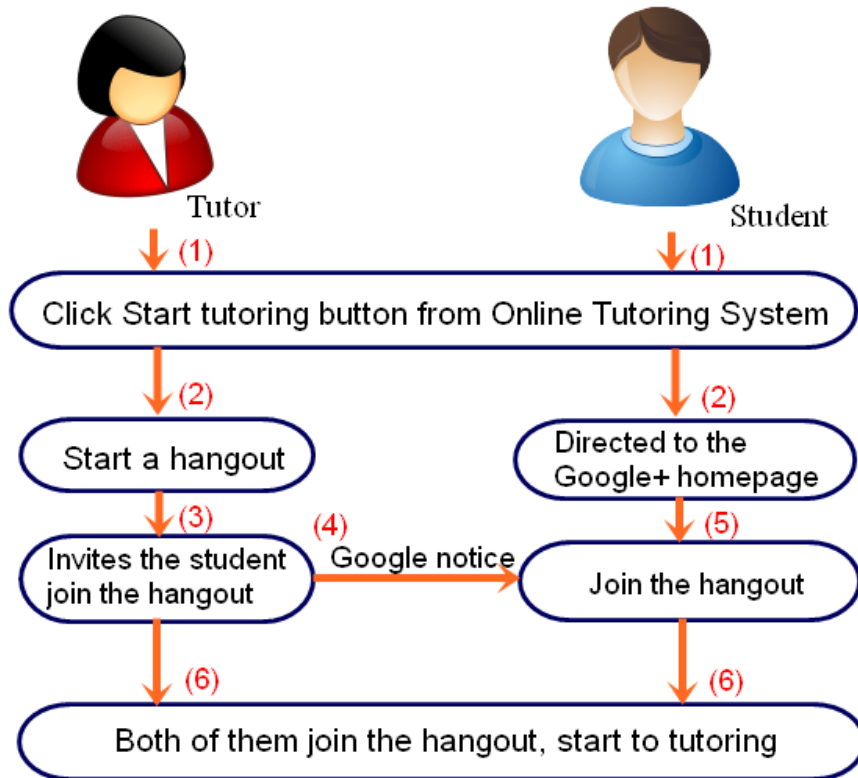 Tutor
Student
(1)
(1)
Click Start tutoring button from Online Tutoring System
(2)
(2)
Start a hangout
Directed to the
Google+ homepage
(3)
(4)
(5)
Invites the student
join the hangout
Google notice
Join the hangout
(6)
(6)
Both of them join the hangout, start to tutoring